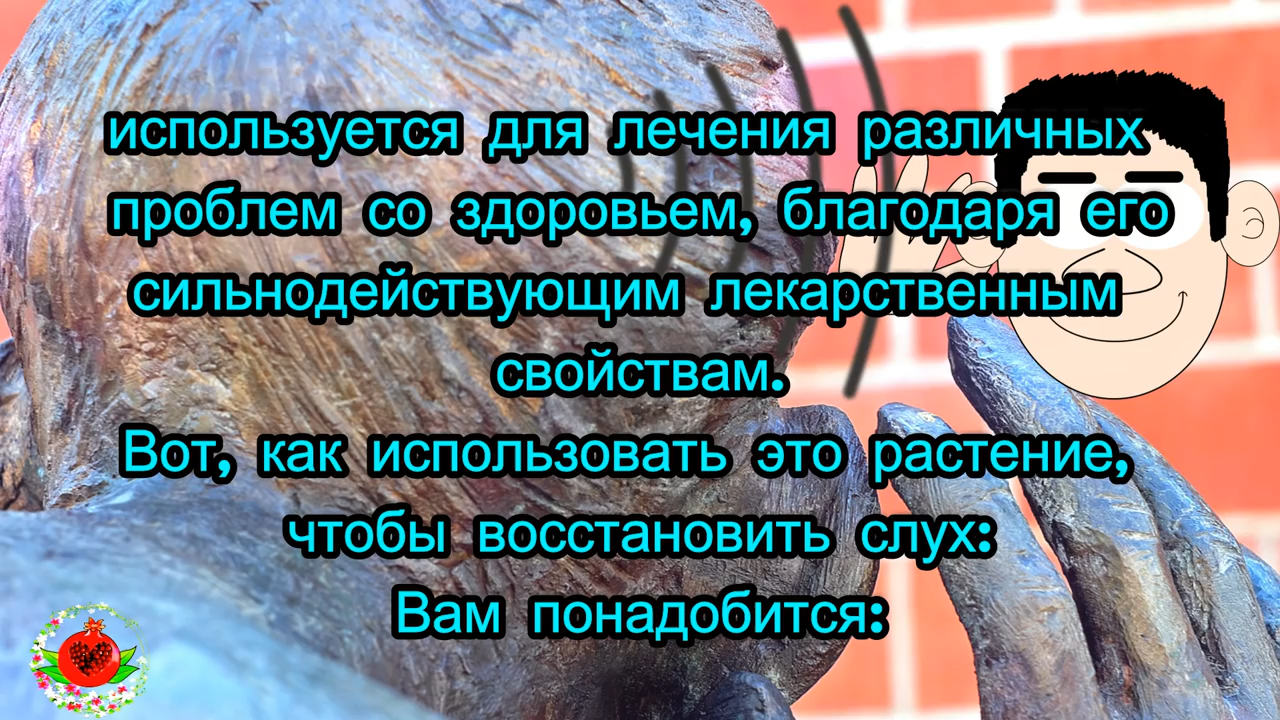 используется для лечения различных
проблем со здоровьем, благодаря его
сильнодействующим лекарственным
свойствам.
Вот, как использовать это растение,
чтобы восстановить слух:
Вам понадобится: